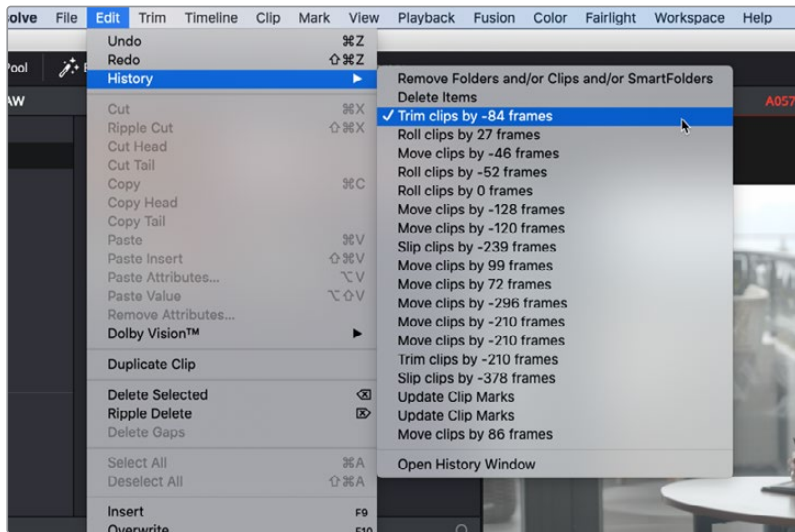 olve File Edit Trim Timeline Clip Mark View Playback Fusion Color Fairlight Workspace Help
Undo ⌘Z
Redo ⇧⌘Z
Pool
History ▶
Remove Folders and/or Clips and/or SmartFolders
Delete Items
AW
A057
✓ Trim clips by -84 frames
Cut ⌘X
Ripple Cut ⇧⌘X
Roll clips by 27 frames
Cut Head
Move clips by -46 frames
Cut Tail
Roll clips by -52 frames
Copy ⌘C
Roll clips by 0 frames
Copy Head
Move clips by -128 frames
Copy Tail
Move clips by -120 frames
Paste ⌘V
Slip clips by -239 frames
Paste Insert ⇧⌘V
Move clips by 99 frames
Paste Attributes... ⌥V
Move clips by 72 frames
Paste Value ⌥⇧V
Move clips by -296 frames
Remove Attributes...
Move clips by -210 frames
Dolby Vision™ ▶
Move clips by -210 frames
Trim clips by -210 frames
Duplicate Clip
Slip clips by -378 frames
Delete Selected ⌫
Update Clip Marks
Ripple Delete ⌦
Update Clip Marks
Delete Gaps
Move clips by 86 frames
Select All ⌘A
Open History Window
Deselect All ⇧⌘A
Insert F9
Overwrite F10